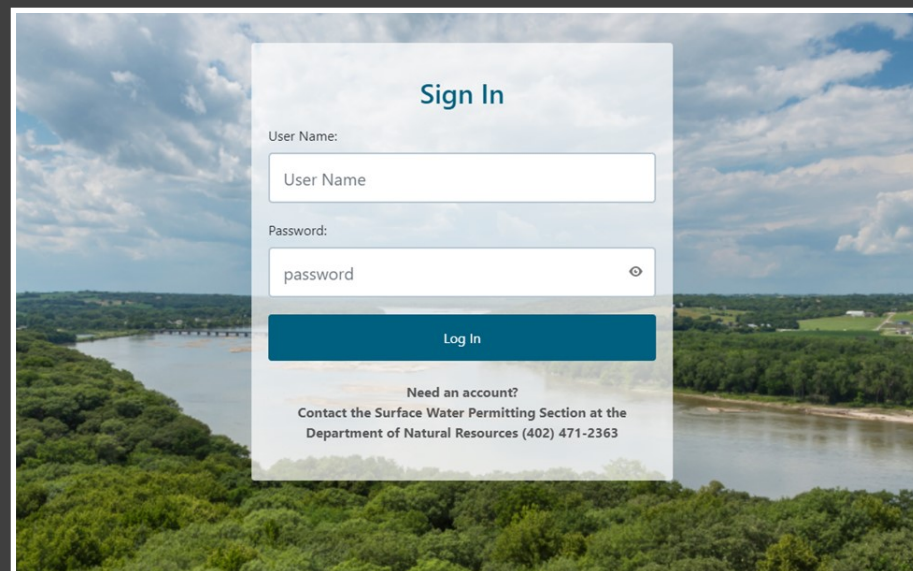 Sign In
User Name:
User Name
Password:
password
Log In
Need an account?
Contact the Surface Water Permitting Section at the
Department of Natural Resources (402) 471-2363